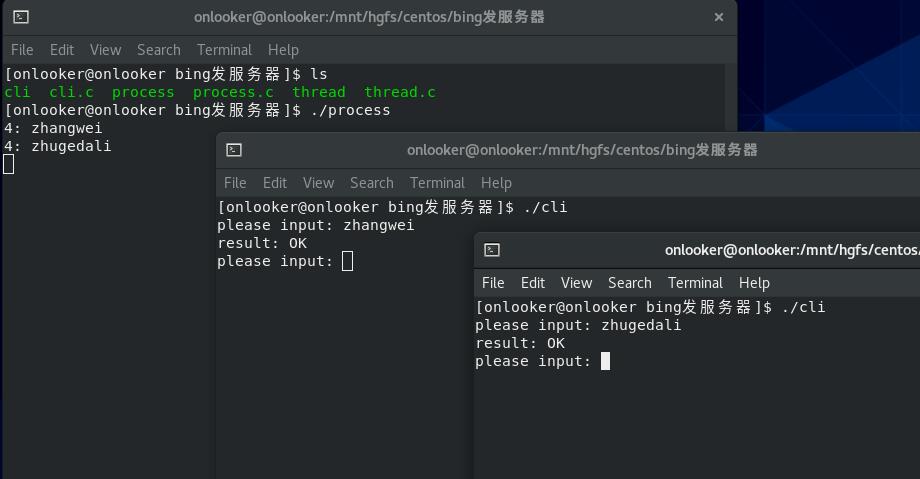 onlooker@onlooker:/mnt/hgfs/centos/bing发服务器
File Edit View Search Terminal Help
[onlooker@onlooker bing发服务器]$ ls
cli cli.c process process.c thread thread.c
[onlooker@onlooker bing发服务器]$ ./process
4: zhangwei
4: zhugedali
onlooker@onlooker:/mnt/hgfs/centos/bing发服务器
File Edit View Search Terminal Help
[onlooker@onlooker bing发服务器]$ ./cli
please input: zhangwei
result: OK
please input:
onlooker@onlooker:/mnt/hgfs/centos/
File Edit View Search Terminal Help
[onlooker@onlooker bing发服务器]$ ./cli
please input: zhugedali
result: OK
please input: